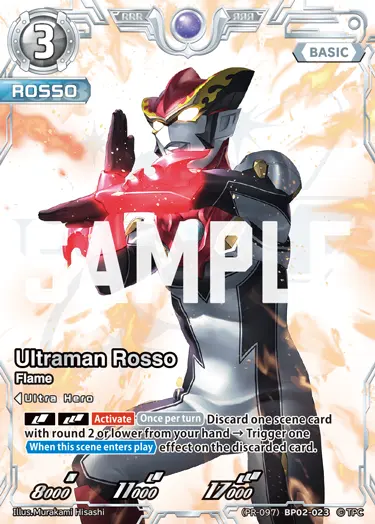 3
BASIC
ROSSO
SAMPLE
Ultraman Rosso
Flame
Ultra Hero
Activate Once per turn Discard one scene card
with round 2 or lower from your hand → Trigger one
When this scene enters play effect on the discarded card.
8000 11000 17000
Illus. Murakami Hisashi (PR-097) BP02-023 © TPC